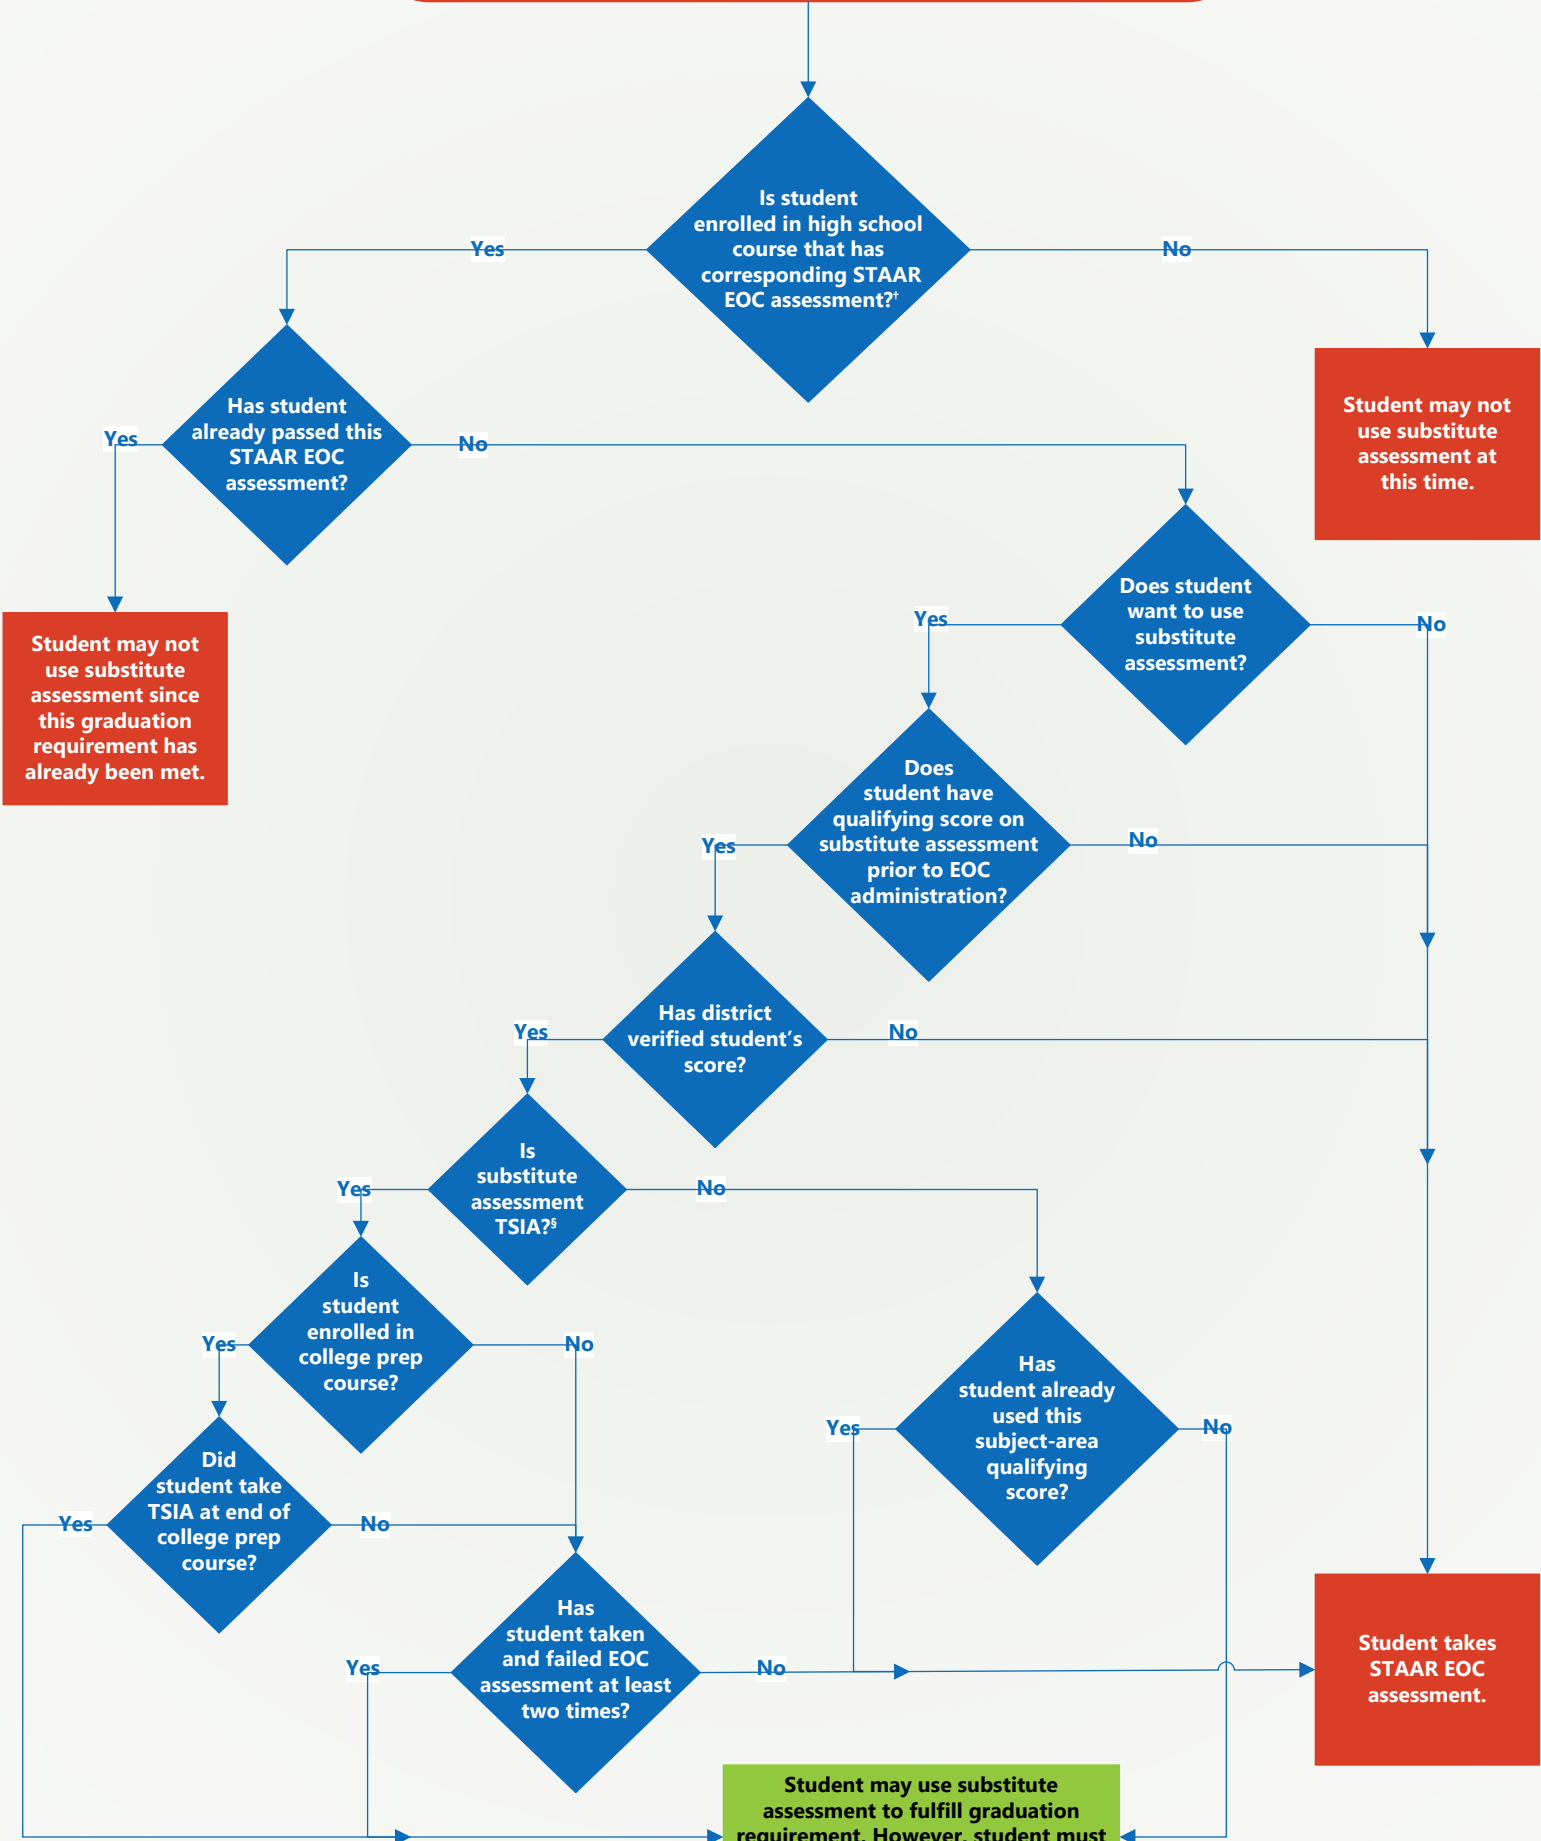 Is student
enrolled in high school
course that has
corresponding STAAR
EOC assessment?†
Yes
No
Has student
already passed this
STAAR EOC
assessment?
Yes
No
Student may not
use substitute
assessment at
this time.
Does student
want to use
substitute
assessment?
Yes
No
Student may not
use substitute
assessment since
this graduation
requirement has
already been met.
Does
student have
qualifying score on
substitute assessment
prior to EOC
administration?
Yes
No
Has district
verified student’s
score?
Yes
No
Is
substitute
assessment
TSIA?§
Yes
No
Is
student
enrolled in
college prep
course?
Yes
No
Has
student already
used this
subject-area
qualifying
score?
Yes
No
Did
student take
TSIA at end of
college prep
course?
Yes
No
Has
student taken
and failed EOC
assessment at least
two times?
Yes
No
Student takes
STAAR EOC
assessment.
Student may use substitute
assessment to fulfill graduation
requirement. However, student must